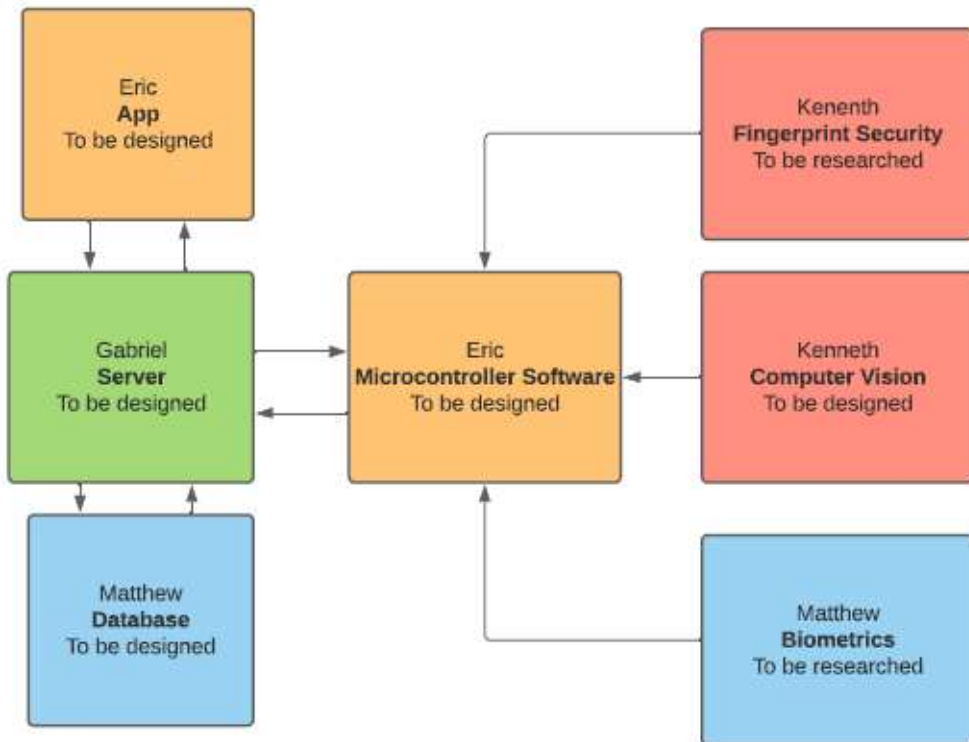 Eric
App
To be designed
Kenenth
Fingerprint Security
To be researched
Gabriel
Server
To be designed
Eric
Microcontroller Software
To be designed
Kenneth
Computer Vision
To be designed
Matthew
Database
To be designed
Matthew
Biometrics
To be researched